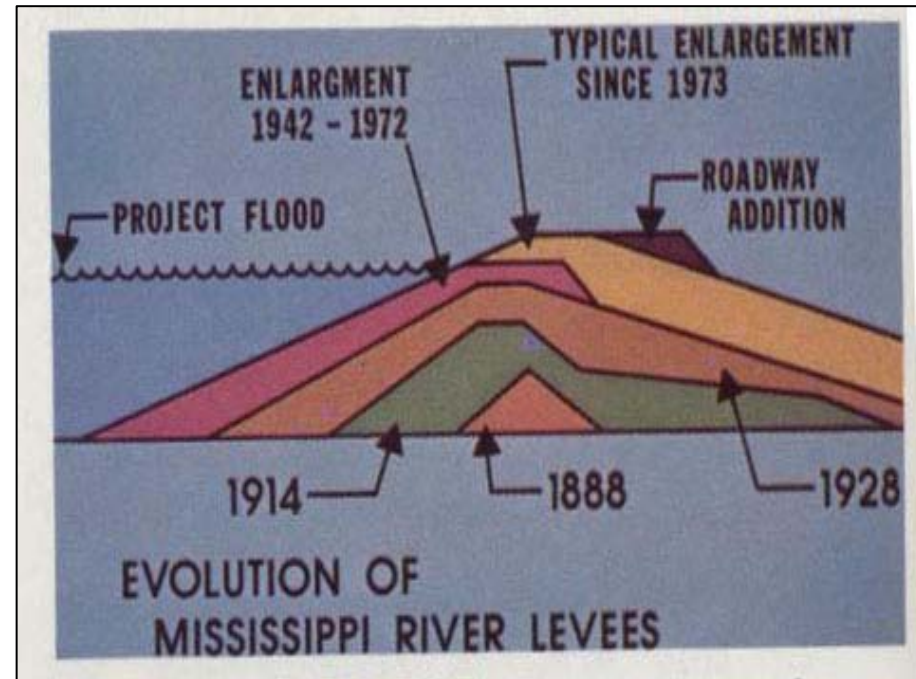 TYPICAL ENLARGEMENT
SINCE 1973
ENLARGMENT
1942 - 1972
ROADWAY
ADDITION
PROJECT FLOOD
1914
1888
1928
EVOLUTION OF
MISSISSIPPI RIVER LEVEES